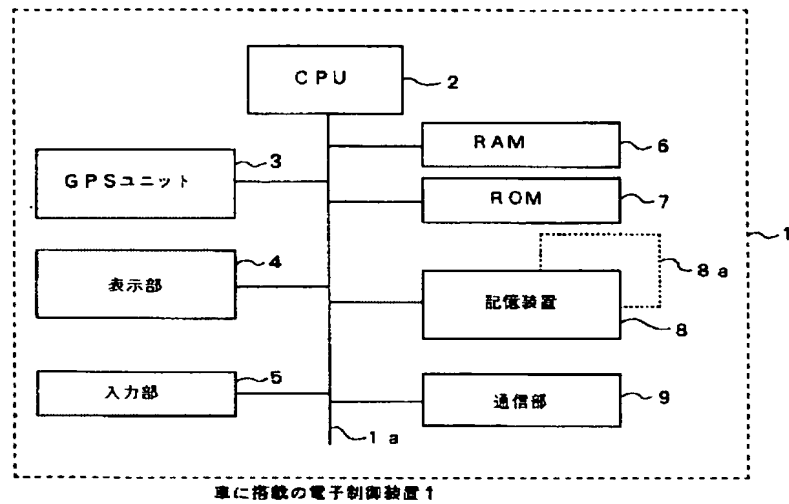 CPU
2
GPSユニット
3
RAM
6
ROM
7
1
表示部
4
8a
記憶装置
8
入力部
5
通信部
9
1a
車に搭載の電子制御装置1